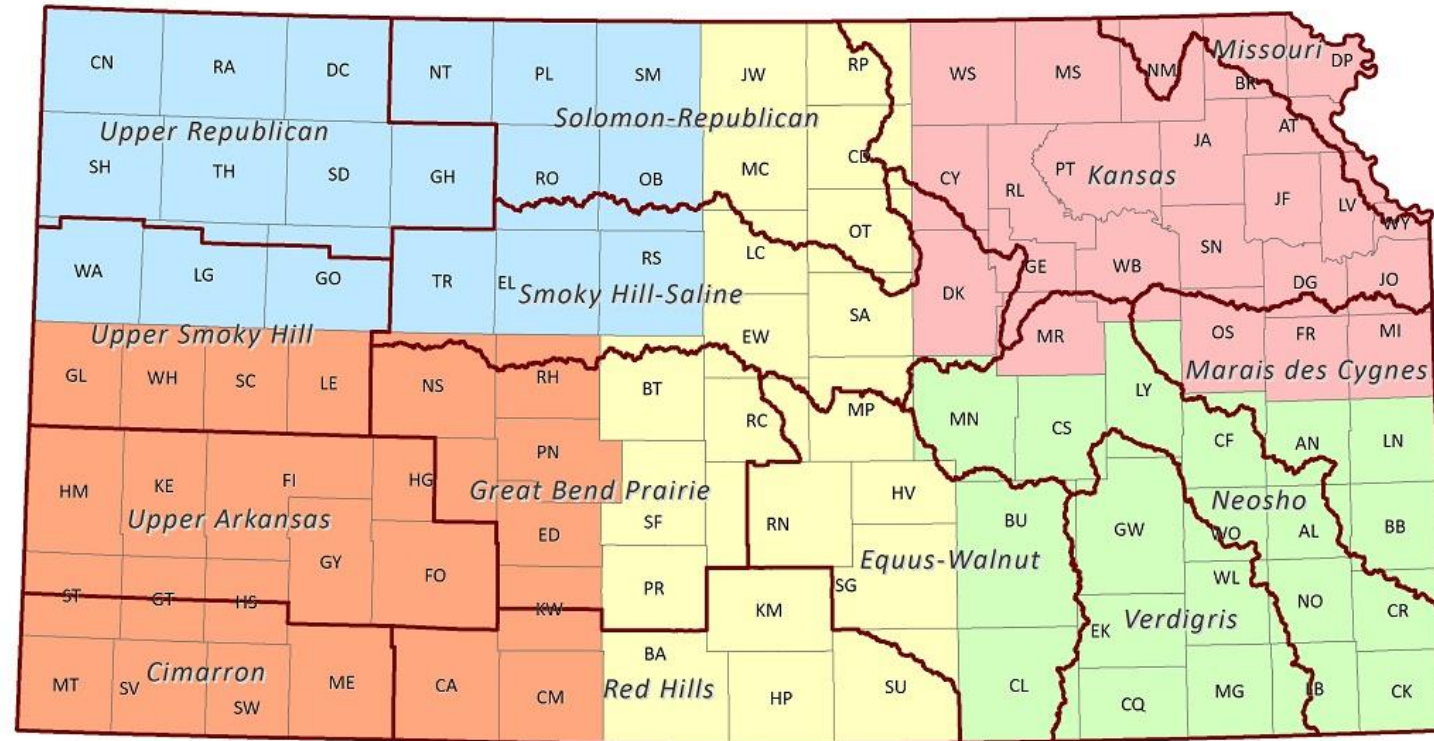 Missouri
CN RA DC NT PL SM JW RP WS MS NM BR DP
Upper Republican
Solomon-Republican
Kansas
SH TH SD GH RO OB MC CD CY RL PT JA AT JF LV WY
WA LG GO TR EL RS LC OT DK GE WB SN DG JO
Smoky Hill-Saline
Upper Smoky Hill
EW SA MR OS FR MI
Marais des Cygnes
GL WH SC LE NS RH BT RC MP MN CS LY CF AN LN
PN
Great Bend Prairie
Neosho
HM KE FI HG SF RN HV BU GW WO AL BB
Upper Arkansas
Equus-Walnut
ED GY FO PR KM SG WL NO CR
ST GT HS KW EK
Verdigris
Cimarron
Red Hills
MT SV SW ME CA CM BA HP SU CL CQ MG LB CK